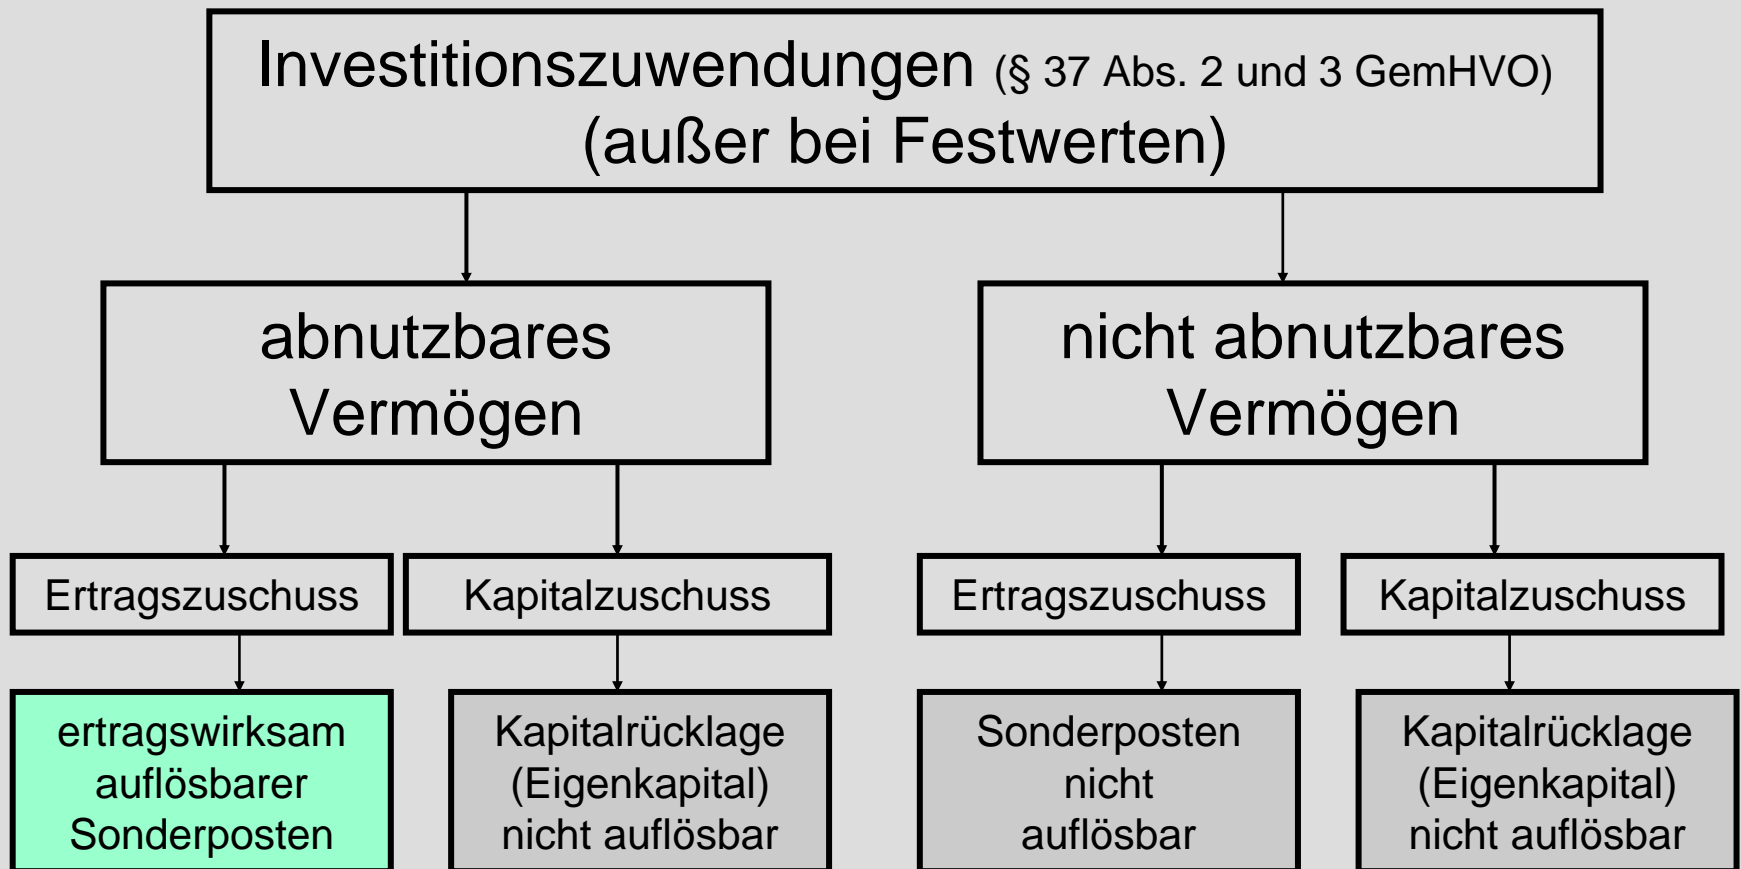 Investitionszuwendungen (§ 37 Abs. 2 und 3 GemHVO)
(außer bei Festwerten)
abnutzbares
Vermögen
nicht abnutzbares
Vermögen
Ertragszuschuss
Kapitalzuschuss
Ertragszuschuss
Kapitalzuschuss
ertragswirksam
auflösbarer
Sonderposten
Kapitalrücklage
(Eigenkapital)
nicht auflösbar
Sonderposten
nicht
auflösbar
Kapitalrücklage
(Eigenkapital)
nicht auflösbar